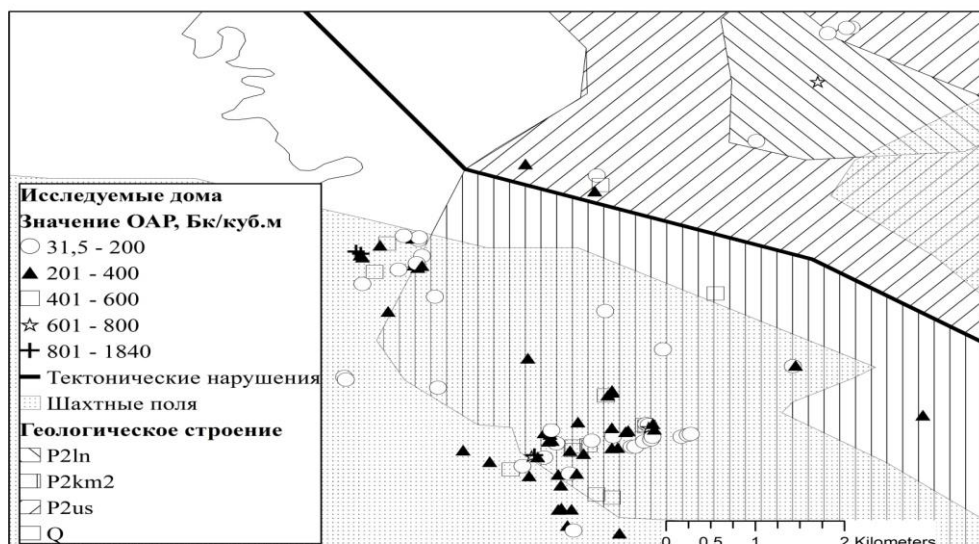 Исследуемые дома
Значение ОАР, Бк/куб.м
31,5 - 200
201 - 400
401 - 600
601 - 800
801 - 1840
Тектонические нарушения
Шахтные поля
Геологическое строение
P2ln
P2km2
P2us
Q
0 0.5 1 2 Kilometers